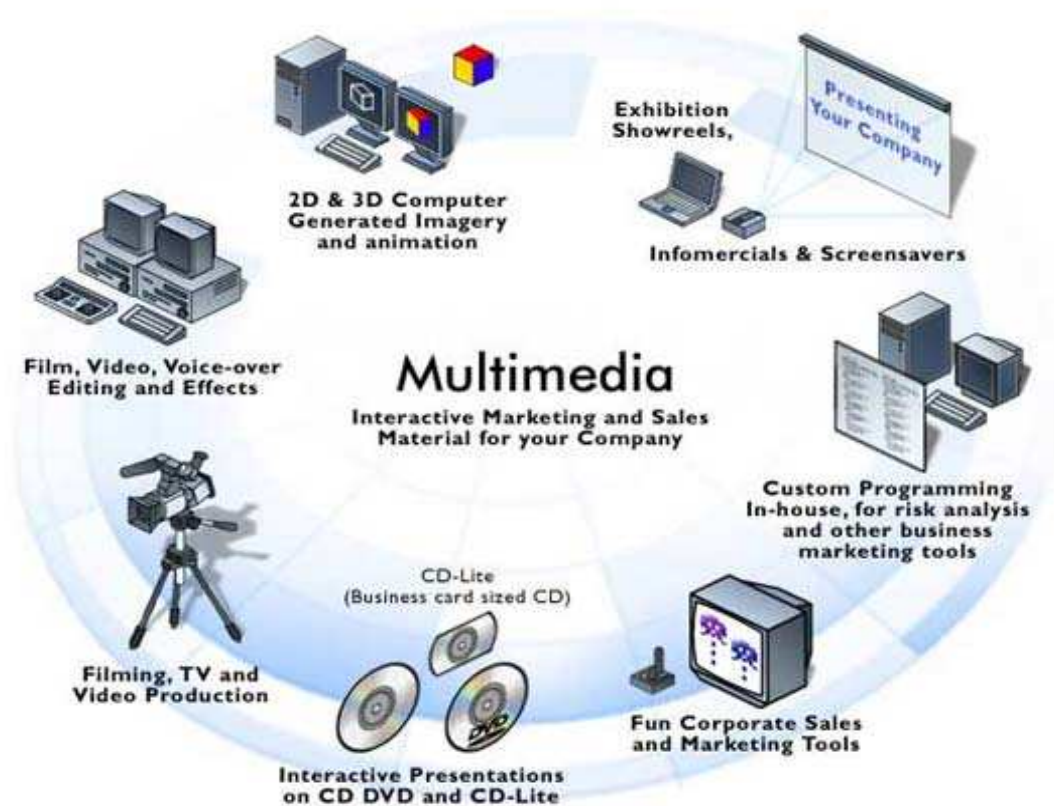 Multimedia
Interactive Marketing and Sales
Material for your Company
2D & 3D Computer
Generated Imagery
and animation
Exhibition
Showreels,
Presenting
Your Company
Infomercials & Screensavers
Custom Programming
In-house, for risk analysis
and other business
marketing tools
Fun Corporate Sales
and Marketing Tools
CD-Lite
(Business card sized CD)
DVD
Interactive Presentations
on CD DVD and CD-Lite
Filming, TV and
Video Production
Film, Video, Voice-over
Editing and Effects